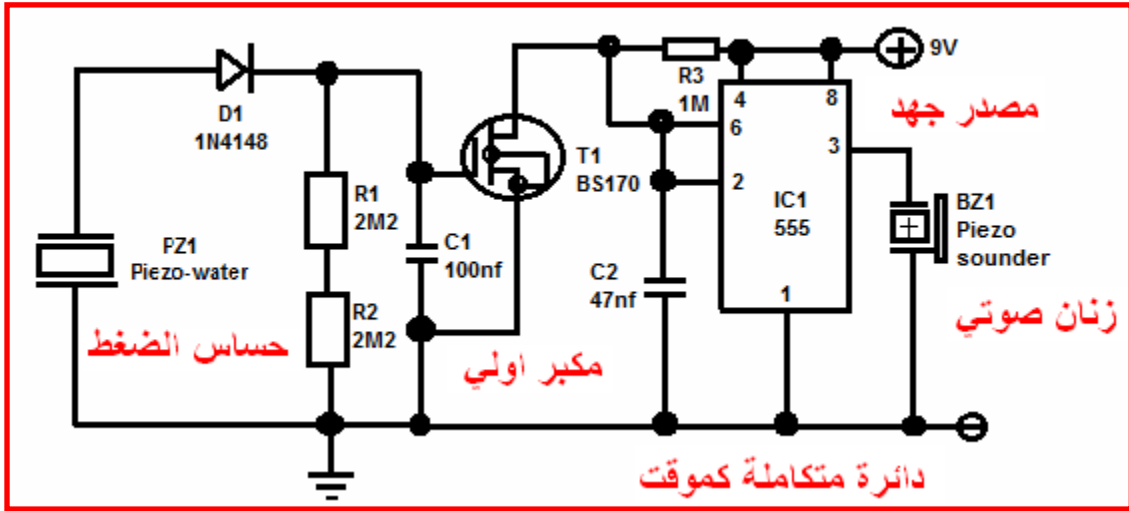 9V
R3
1M
4
8
مصدر جهد
D1
1N4148
6
3
T1
BS170
2
R1
2M2
IC1
555
BZ1
Piezo
sounder
PZ1
Piezo-water
C1
100nf
C2
47nf
1
R2
2M2
حساس الضغط
مكبر اولي
زنان صوتي
دائرة متكاملة كموقت